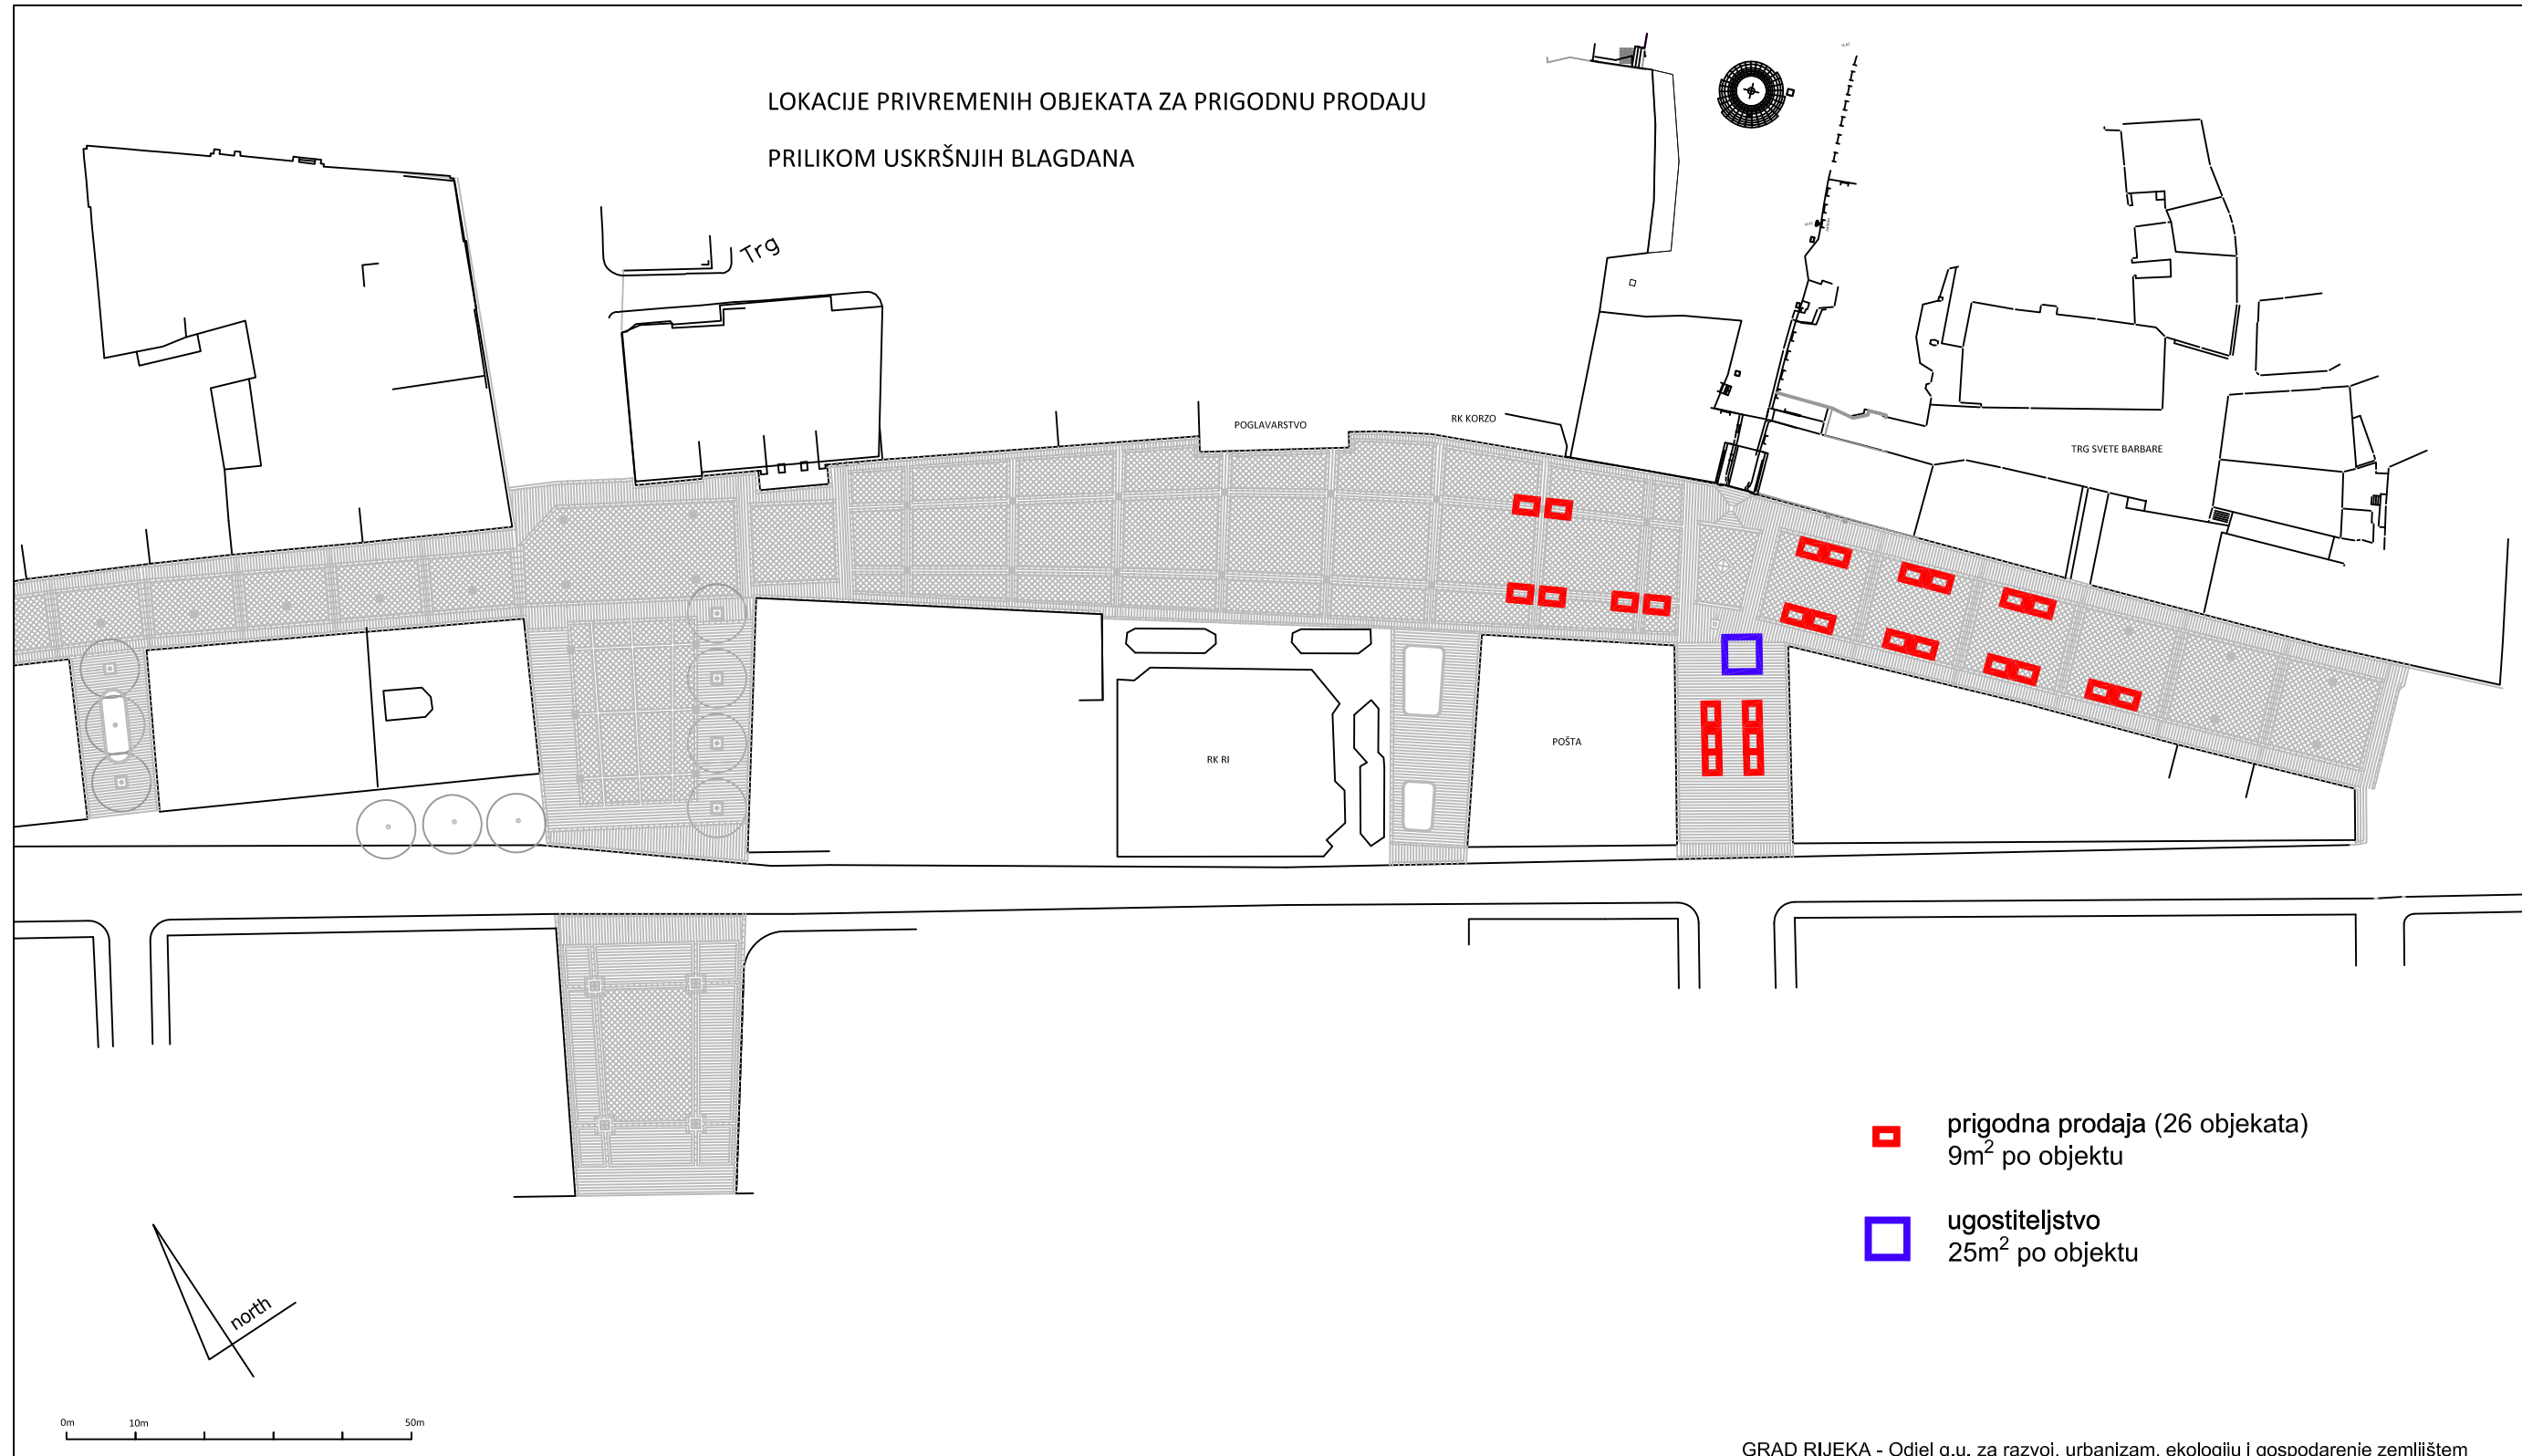 LOKACIJE PRIVREMENIH OBJEKATA ZA PRIGODNU PRODAJU
PRILIKOM USKRŠNJIH BLAGDANA
Trg
POGLAVARSTVO
RK KORZO
TRG SVETE BARBARE
RK RI
POŠTA
prigodna prodaja (26 objekata)
9m² po objektu
ugostiteljstvo
25m² po objektu
north
0m 10m 50m
GRAD RIJEKA - Odjel g.u. za razvoj, urbanizam, ekologiju i gospodarenje zemljištem